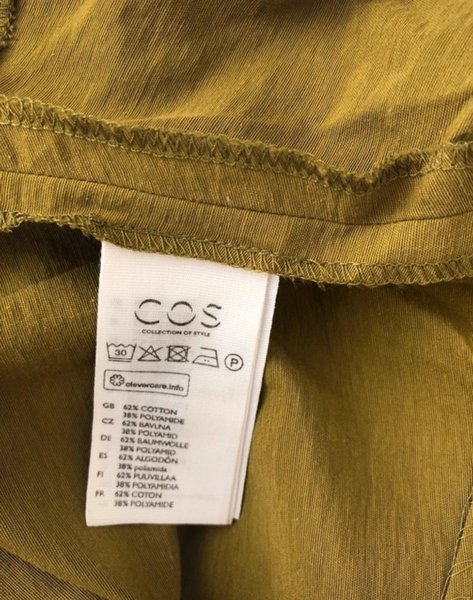 COS
COLLECTION OF STYLE
30
P
clevercare.info
GB 62% COTTON
38% POLYAMIDE
CZ 62% BAVLNA
38% POLYAMID
DE 62% BAUMWOLLE
38% POLYAMID
ES 62% ALGODÓN
38% poliamida
FI 62% PUUVILLAA
38% POLYAMIDIA
FR 62% COTON
38% POLYAMIDE